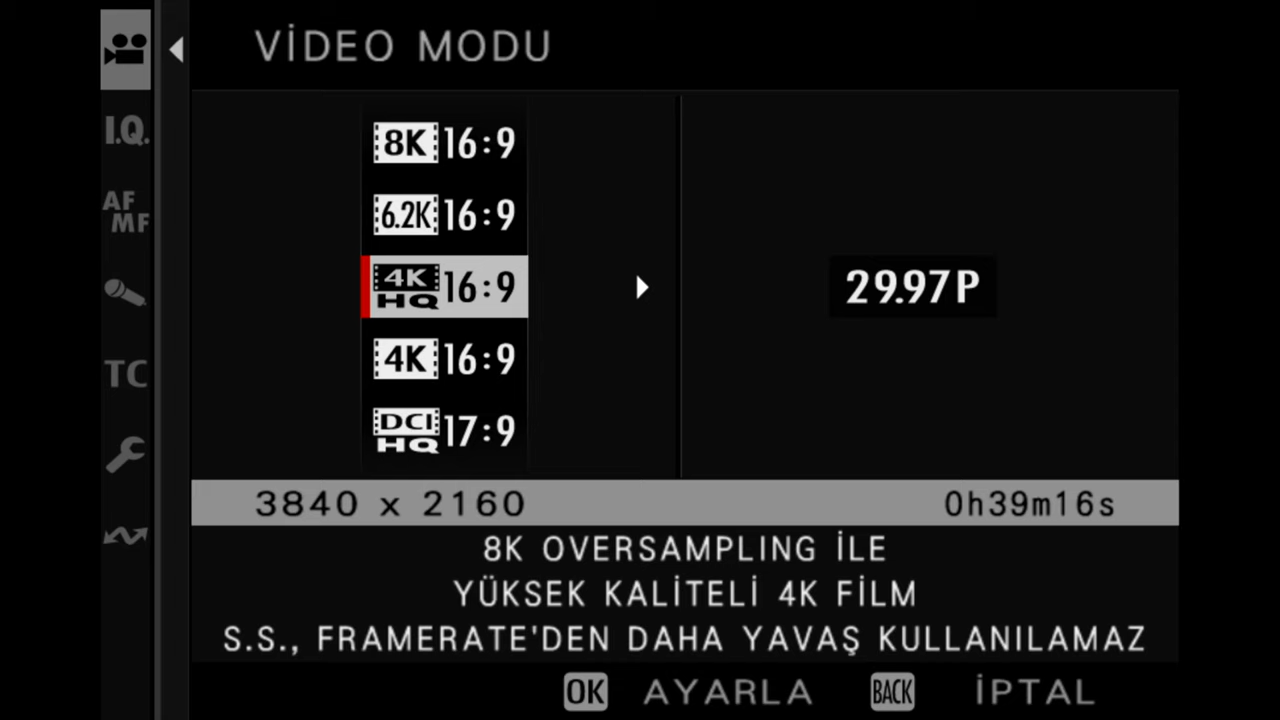 VİDEO MODU
I.Q.
AF
MF
TC
8K 16:9
6.2K 16:9
4K HQ 16:9
4K 16:9
DCI HQ 17:9
29.97P
3840 x 2160 0h39m16s
8K OVERSAMPLING İLE
YÜKSEK KALİTELİ 4K FİLM
S.S., FRAMERATE'DEN DAHA YAVAŞ KULLANILAMAZ
OK AYARLA BACK İPTAL